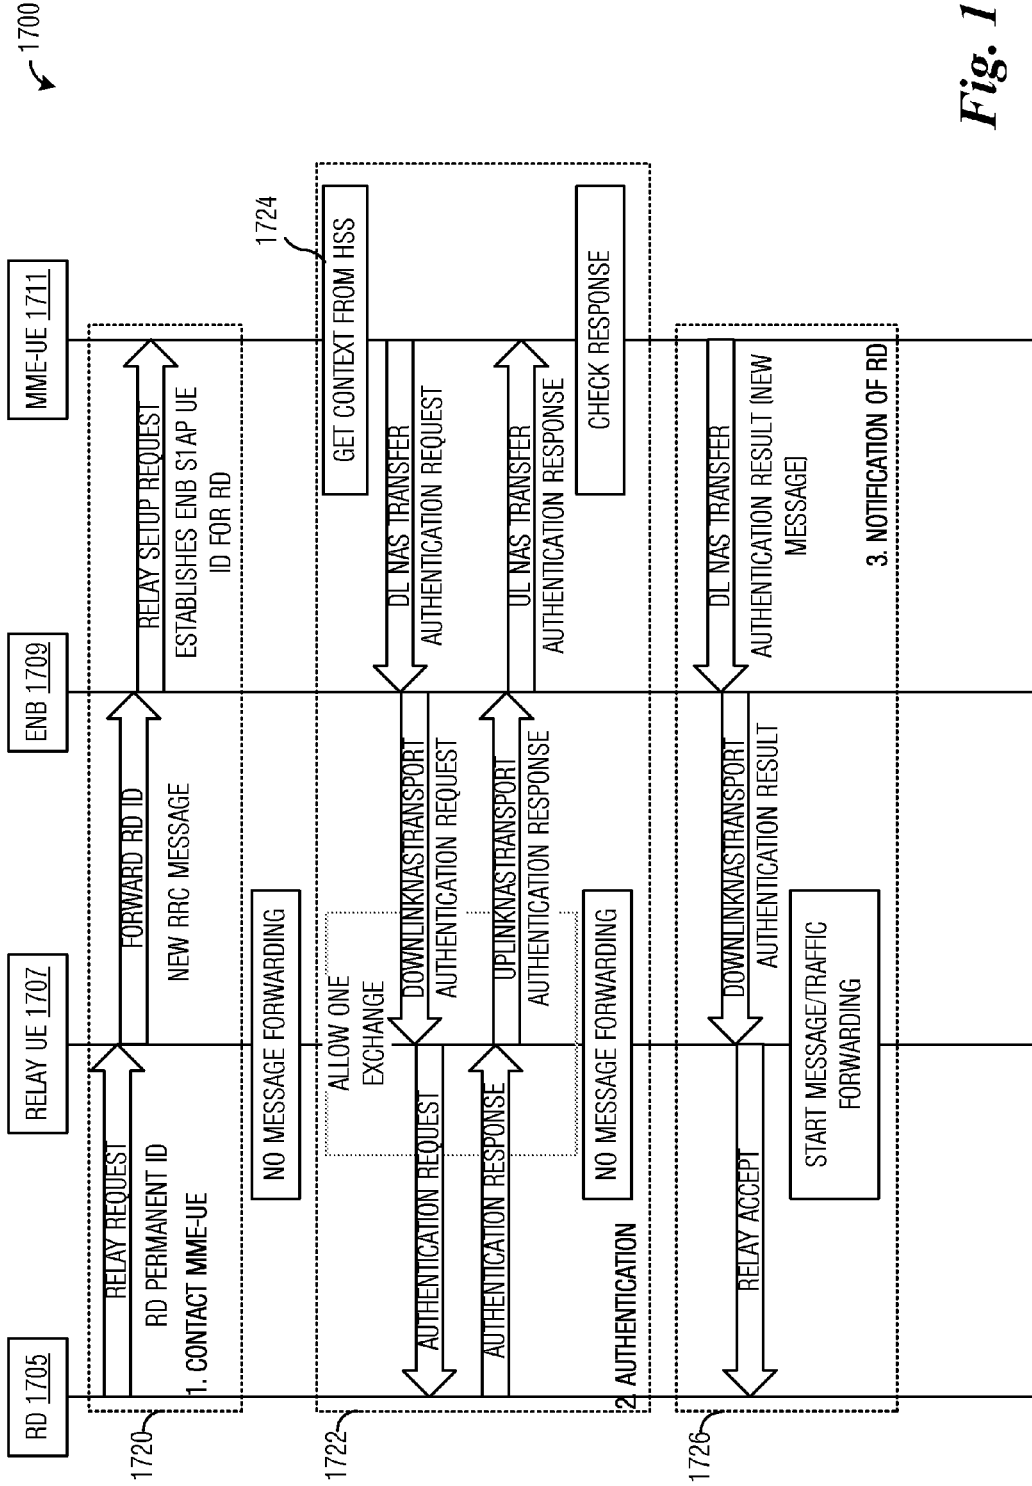 1700
RD 1705
RELAY UE 1707
ENB 1709
MME-UE 1711
1720
RELAY REQUEST
RD PERMANENT ID
1. CONTACT MME-UE
FORWARD RD ID
NEW RRC MESSAGE
RELAY SETUP REQUEST
ESTABLISHES ENB S1AP UE
ID FOR RD
NO MESSAGE FORWARDING
1722
1724
GET CONTEXT FROM HSS
DL NAS TRANSFER
AUTHENTICATION REQUEST
ALLOW ONE
EXCHANGE
DOWNLINKNASTRANSPORT
AUTHENTICATION REQUEST
AUTHENTICATION REQUEST
AUTHENTICATION RESPONSE
UPLINKNASTRANSPORT
AUTHENTICATION RESPONSE
UL NAS TRANSFER
AUTHENTICATION RESPONSE
CHECK RESPONSE
NO MESSAGE FORWARDING
2. AUTHENTICATION
1726
DL NAS TRANSFER
AUTHENTICATION RESULT (NEW
MESSAGE)
DOWNLINKNASTRANSPORT
AUTHENTICATION RESULT
RELAY ACCEPT
START MESSAGE/TRAFFIC
FORWARDING
3. NOTIFICATION OF RD
Fig. 1